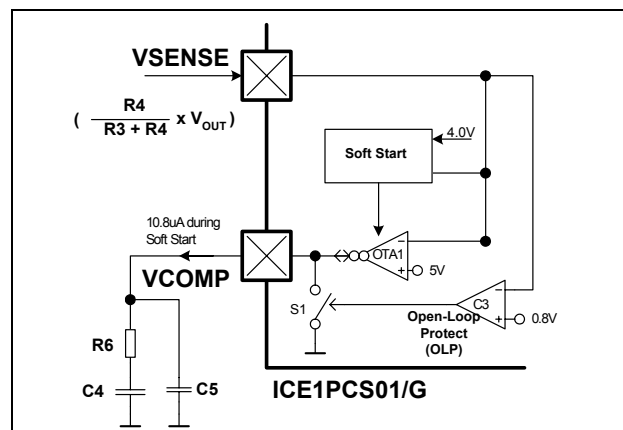 VSENSE
( R4
R3 + R4 x VOUT )
4.0V
Soft Start
10.8uA during
Soft Start
VCOMP
−
OTA1
+ 5V
S1
−
C3
+ 0.8V
Open-Loop
Protect
(OLP)
R6
C4
C5
ICE1PCS01/G